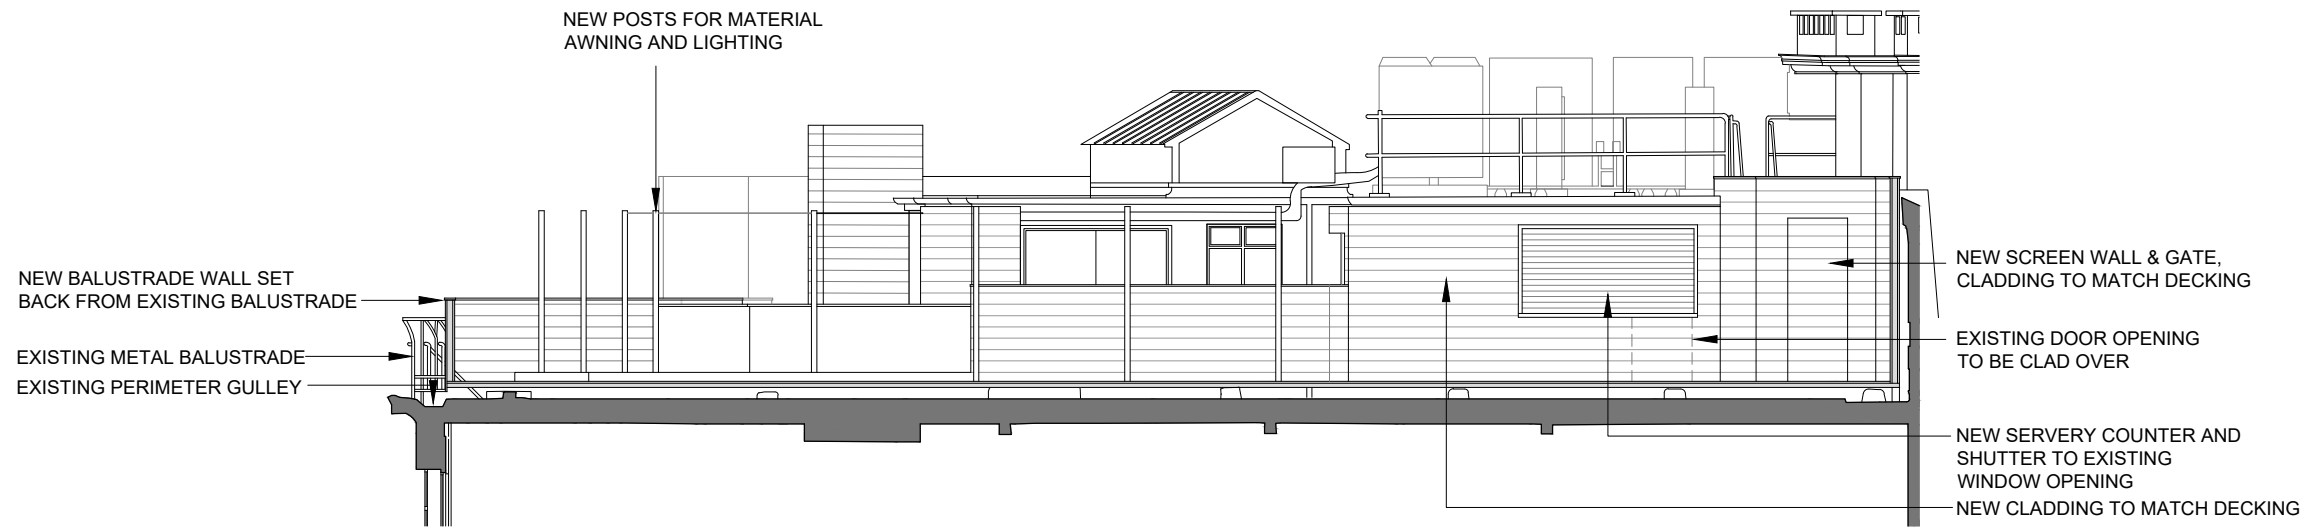 NEW POSTS FOR MATERIAL
AWNING AND LIGHTING
NEW BALUSTRADE WALL SET
BACK FROM EXISTING BALUSTRADE
EXISTING METAL BALUSTRADE
EXISTING PERIMETER GULLEY
NEW SCREEN WALL & GATE,
CLADDING TO MATCH DECKING
EXISTING DOOR OPENING
TO BE CLAD OVER
NEW SERVERY COUNTER AND
SHUTTER TO EXISTING
WINDOW OPENING
NEW CLADDING TO MATCH DECKING